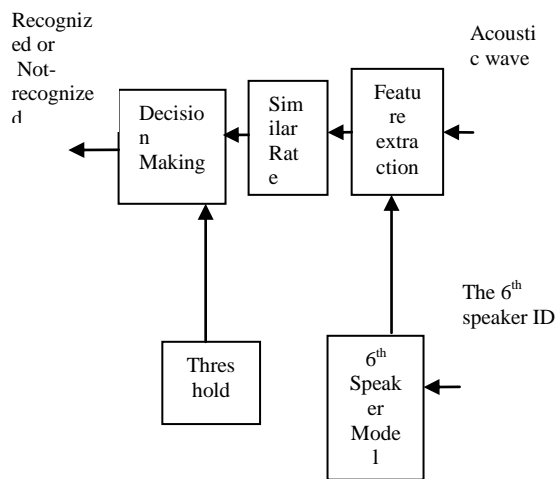 Recogniz
ed or
Not-
recognize
d
Acousti
c wave
Decisio
n
Making
Sim
ilar
Rat
e
Featu
re
extra
ction
The 6th
speaker ID
Thres
hold
6th
Speak
er
Mode
l